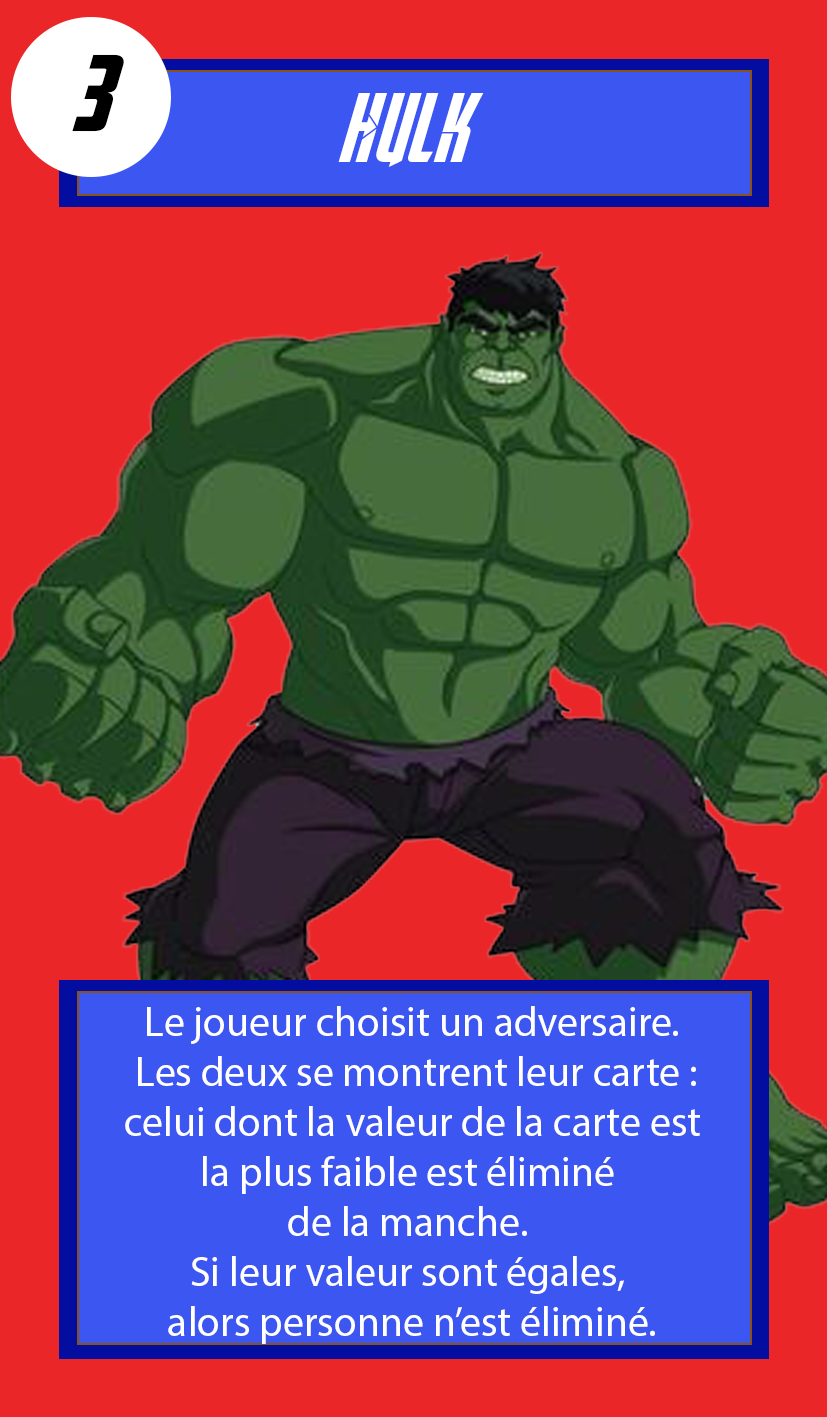 3
HULK
Le joueur choisit un adversaire.
Les deux se montrent leur carte :
celui dont la valeur de la carte est
la plus faible est éliminé
de la manche.
Si leur valeur sont égales,
alors personne n’est éliminé.